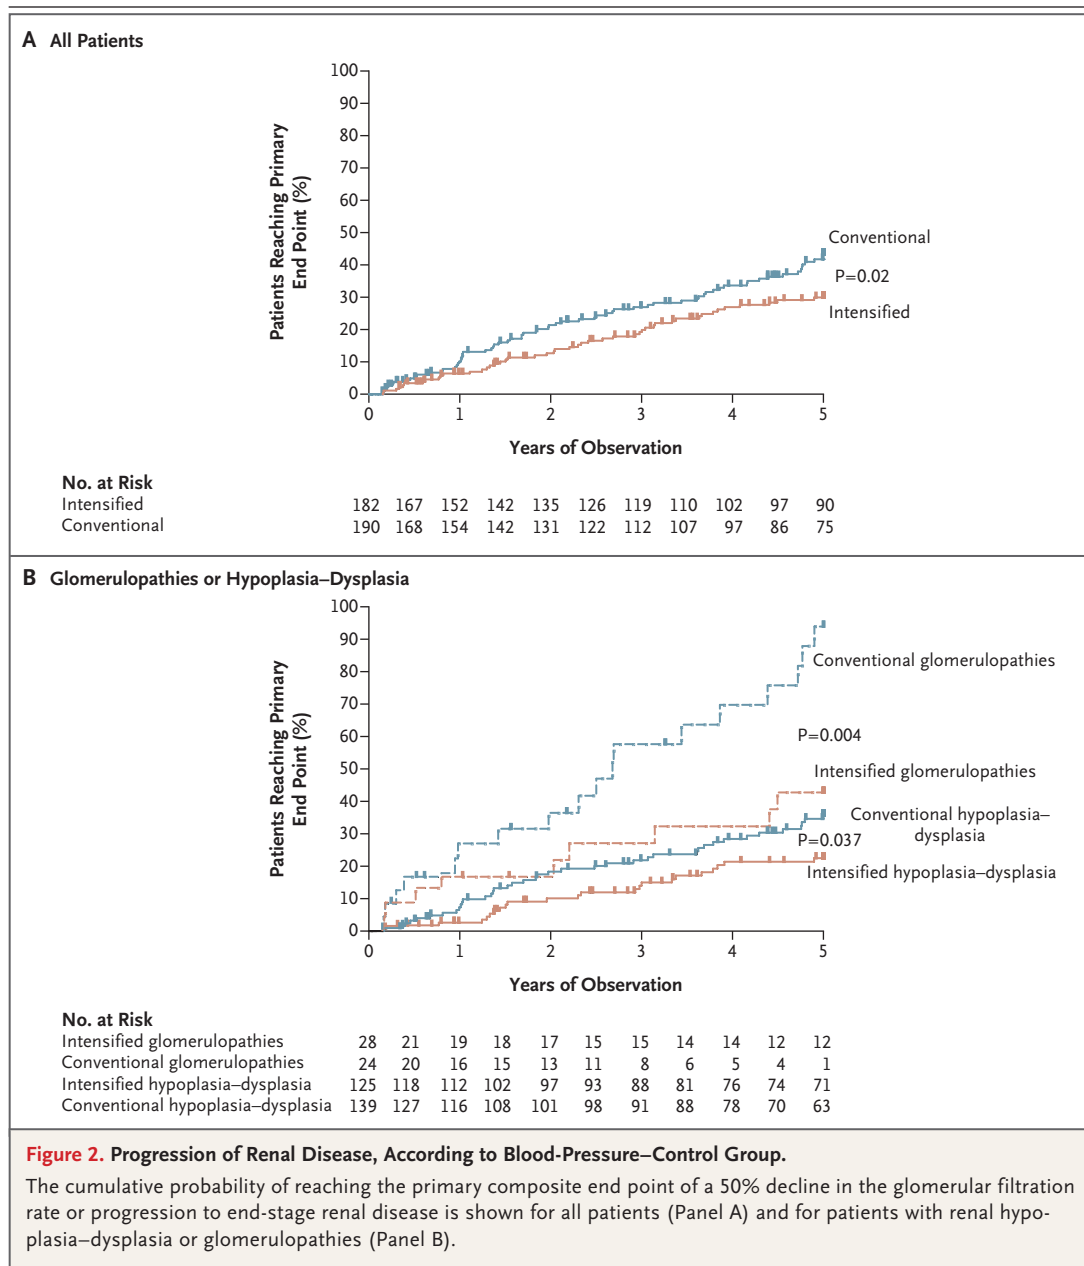 A All Patients
100
90
80
70
60
50
40
30
20
10
0
Patients Reaching Primary
End Point (%)
Conventional
P=0.02
Intensified
0 1 2 3 4 5
Years of Observation
No. at Risk
Intensified 182 167 152 142 135 126 119 110 102 97 90
Conventional 190 168 154 142 131 122 112 107 97 86 75
B Glomerulopathies or Hypoplasia–Dysplasia
100
90
80
70
60
50
40
30
20
10
0
Patients Reaching Primary
End Point (%)
Conventional glomerulopathies
P=0.004
Intensified glomerulopathies
Conventional hypoplasia–
dysplasia
P=0.037
Intensified hypoplasia–dysplasia
0 1 2 3 4 5
Years of Observation
No. at Risk
Intensified glomerulopathies 28 21 19 18 17 15 15 14 14 12 12
Conventional glomerulopathies 24 20 16 15 13 11 8 6 5 4 1
Intensified hypoplasia–dysplasia 125 118 112 102 97 93 88 81 76 74 71
Conventional hypoplasia–dysplasia 139 127 116 108 101 98 91 88 78 70 63
Figure 2. Progression of Renal Disease, According to Blood-Pressure–Control Group.
The cumulative probability of reaching the primary composite end point of a 50% decline in the glomerular filtration
rate or progression to end-stage renal disease is shown for all patients (Panel A) and for patients with renal hypo-
plasia–dysplasia or glomerulopathies (Panel B).